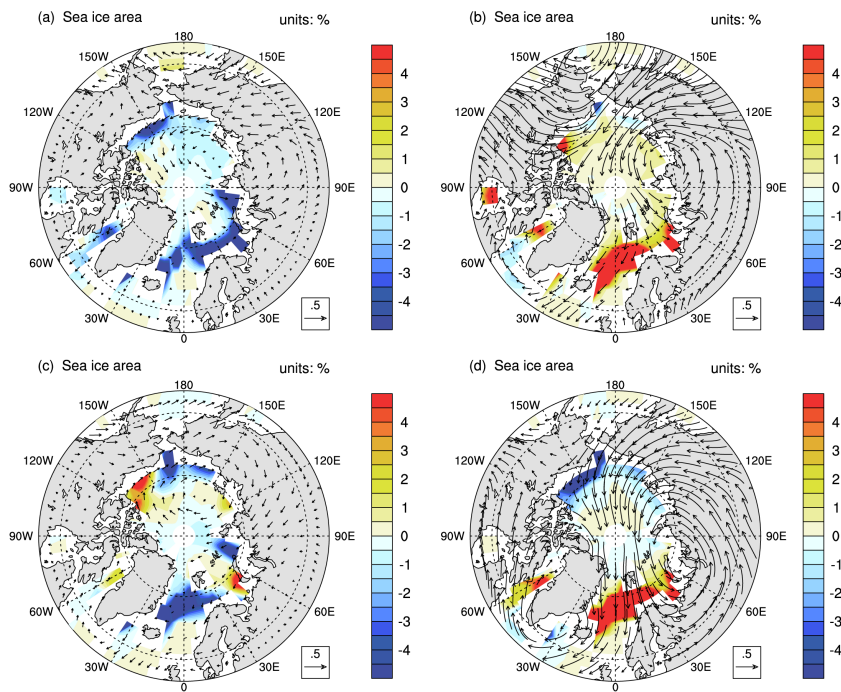 (a) Sea ice area units: %
180
150W 150E
120W 120E
90W 90E
60W 60E
30W 30E
0
.5
4
3
2
1
0
-1
-2
-3
-4
(b) Sea ice area units: %
180
150W 150E
120W 120E
90W 90E
60W 60E
30W 30E
0
.5
4
3
2
1
0
-1
-2
-3
-4
(c) Sea ice area units: %
180
150W 150E
120W 120E
90W 90E
60W 60E
30W 30E
0
.5
4
3
2
1
0
-1
-2
-3
-4
(d) Sea ice area units: %
180
150W 150E
120W 120E
90W 90E
60W 60E
30W 30E
0
.5
4
3
2
1
0
-1
-2
-3
-4